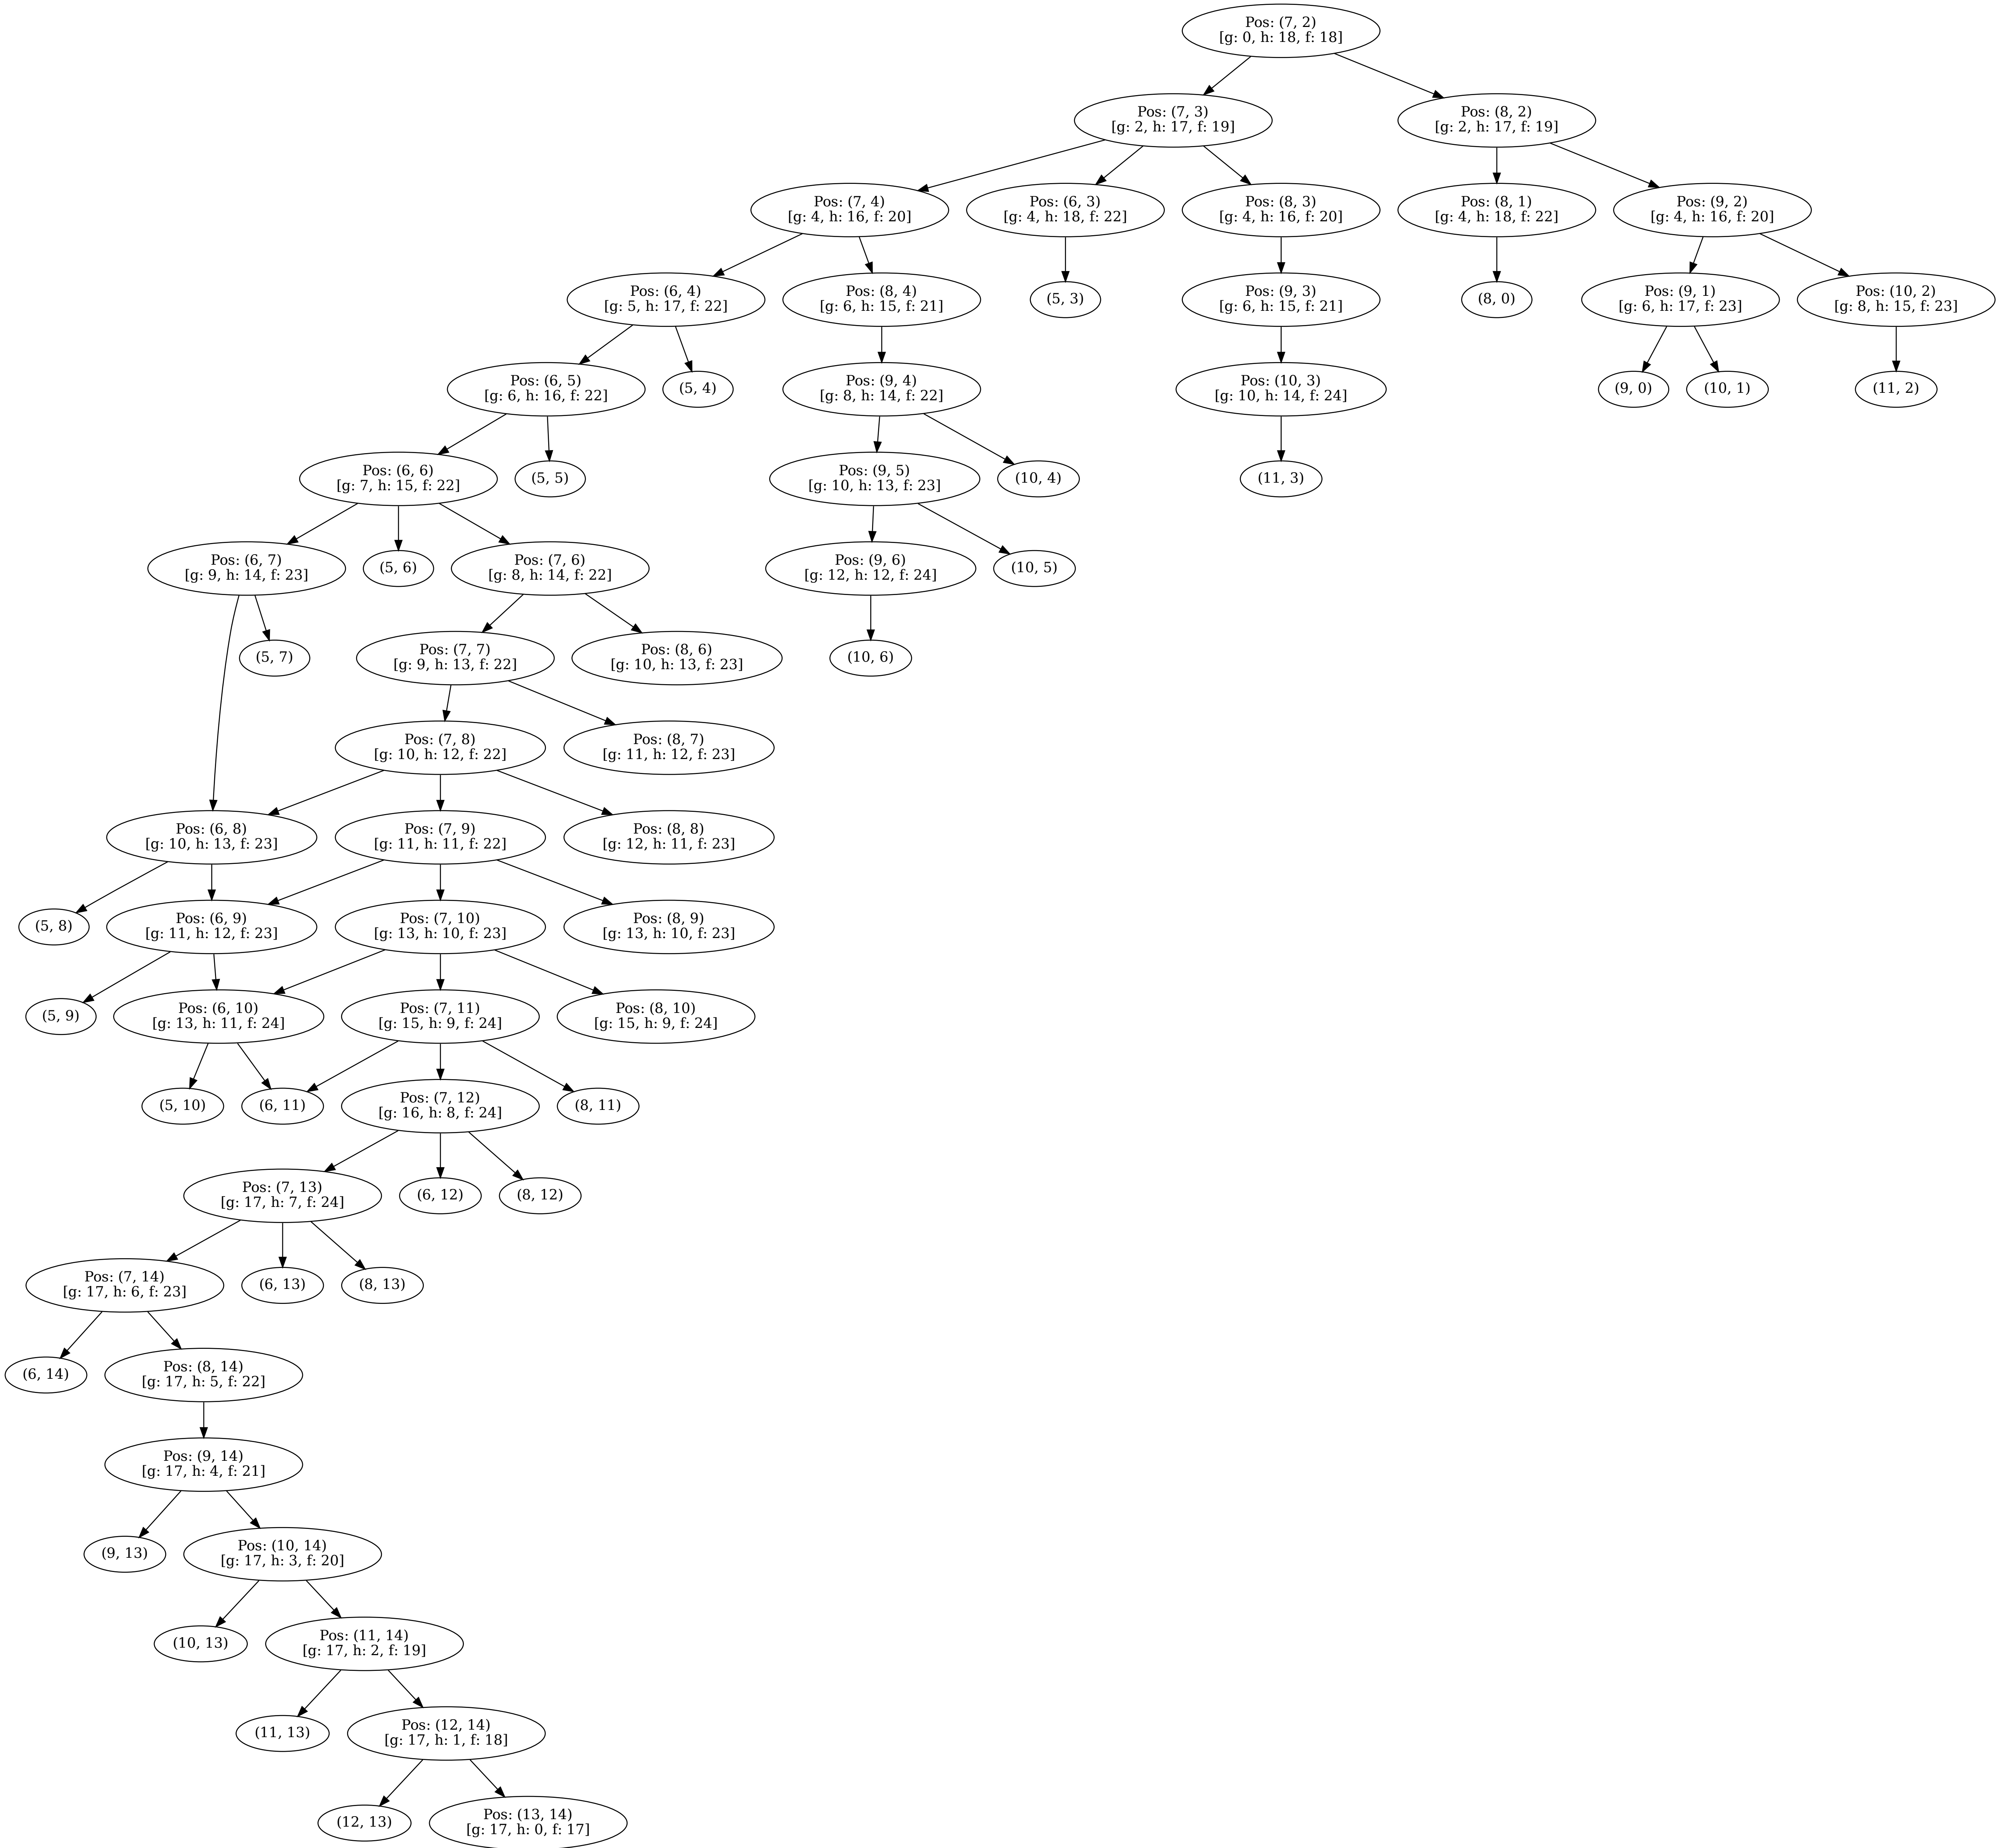 Pos: (7, 2)
[g: 0, h: 18, f: 18]
Pos: (7, 3)
[g: 2, h: 17, f: 19]
Pos: (8, 2)
[g: 2, h: 17, f: 19]
Pos: (7, 4)
[g: 4, h: 16, f: 20]
Pos: (6, 3)
[g: 4, h: 18, f: 22]
Pos: (8, 3)
[g: 4, h: 16, f: 20]
Pos: (8, 1)
[g: 4, h: 18, f: 22]
Pos: (9, 2)
[g: 4, h: 16, f: 20]
Pos: (6, 4)
[g: 5, h: 17, f: 22]
Pos: (8, 4)
[g: 6, h: 15, f: 21]
(5, 3)
Pos: (9, 3)
[g: 6, h: 15, f: 21]
(8, 0)
Pos: (9, 1)
[g: 6, h: 17, f: 23]
Pos: (10, 2)
[g: 8, h: 15, f: 23]
Pos: (6, 5)
[g: 6, h: 16, f: 22]
(5, 4)
Pos: (9, 4)
[g: 8, h: 14, f: 22]
Pos: (10, 3)
[g: 10, h: 14, f: 24]
(9, 0)
(10, 1)
(11, 2)
Pos: (6, 6)
[g: 7, h: 15, f: 22]
(5, 5)
Pos: (9, 5)
[g: 10, h: 13, f: 23]
(10, 4)
(11, 3)
Pos: (6, 7)
[g: 9, h: 14, f: 23]
(5, 6)
Pos: (7, 6)
[g: 8, h: 14, f: 22]
Pos: (9, 6)
[g: 12, h: 12, f: 24]
(10, 5)
(5, 7)
Pos: (7, 7)
[g: 9, h: 13, f: 22]
Pos: (8, 6)
[g: 10, h: 13, f: 23]
(10, 6)
Pos: (7, 8)
[g: 10, h: 12, f: 22]
Pos: (8, 7)
[g: 11, h: 12, f: 23]
Pos: (6, 8)
[g: 10, h: 13, f: 23]
Pos: (7, 9)
[g: 11, h: 11, f: 22]
Pos: (8, 8)
[g: 12, h: 11, f: 23]
(5, 8)
Pos: (6, 9)
[g: 11, h: 12, f: 23]
Pos: (7, 10)
[g: 13, h: 10, f: 23]
Pos: (8, 9)
[g: 13, h: 10, f: 23]
(5, 9)
Pos: (6, 10)
[g: 13, h: 11, f: 24]
Pos: (7, 11)
[g: 15, h: 9, f: 24]
Pos: (8, 10)
[g: 15, h: 9, f: 24]
(5, 10)
(6, 11)
Pos: (7, 12)
[g: 16, h: 8, f: 24]
(8, 11)
Pos: (7, 13)
[g: 17, h: 7, f: 24]
(6, 12)
(8, 12)
Pos: (7, 14)
[g: 17, h: 6, f: 23]
(6, 13)
(8, 13)
(6, 14)
Pos: (8, 14)
[g: 17, h: 5, f: 22]
Pos: (9, 14)
[g: 17, h: 4, f: 21]
(9, 13)
Pos: (10, 14)
[g: 17, h: 3, f: 20]
(10, 13)
Pos: (11, 14)
[g: 17, h: 2, f: 19]
(11, 13)
Pos: (12, 14)
[g: 17, h: 1, f: 18]
(12, 13)
Pos: (13, 14)
[g: 17, h: 0, f: 17]